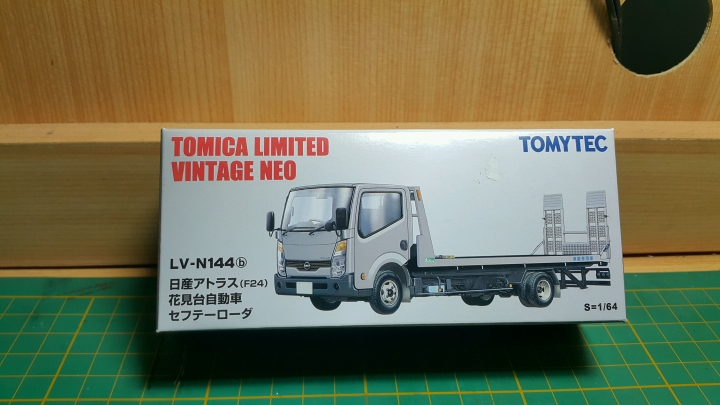 TOMICA LIMITED
VINTAGE NEO
TOMYTEC
LV-N144ⓑ
日産アトラス(F24)
花見台自動車
セフテーローダ
S=1/64